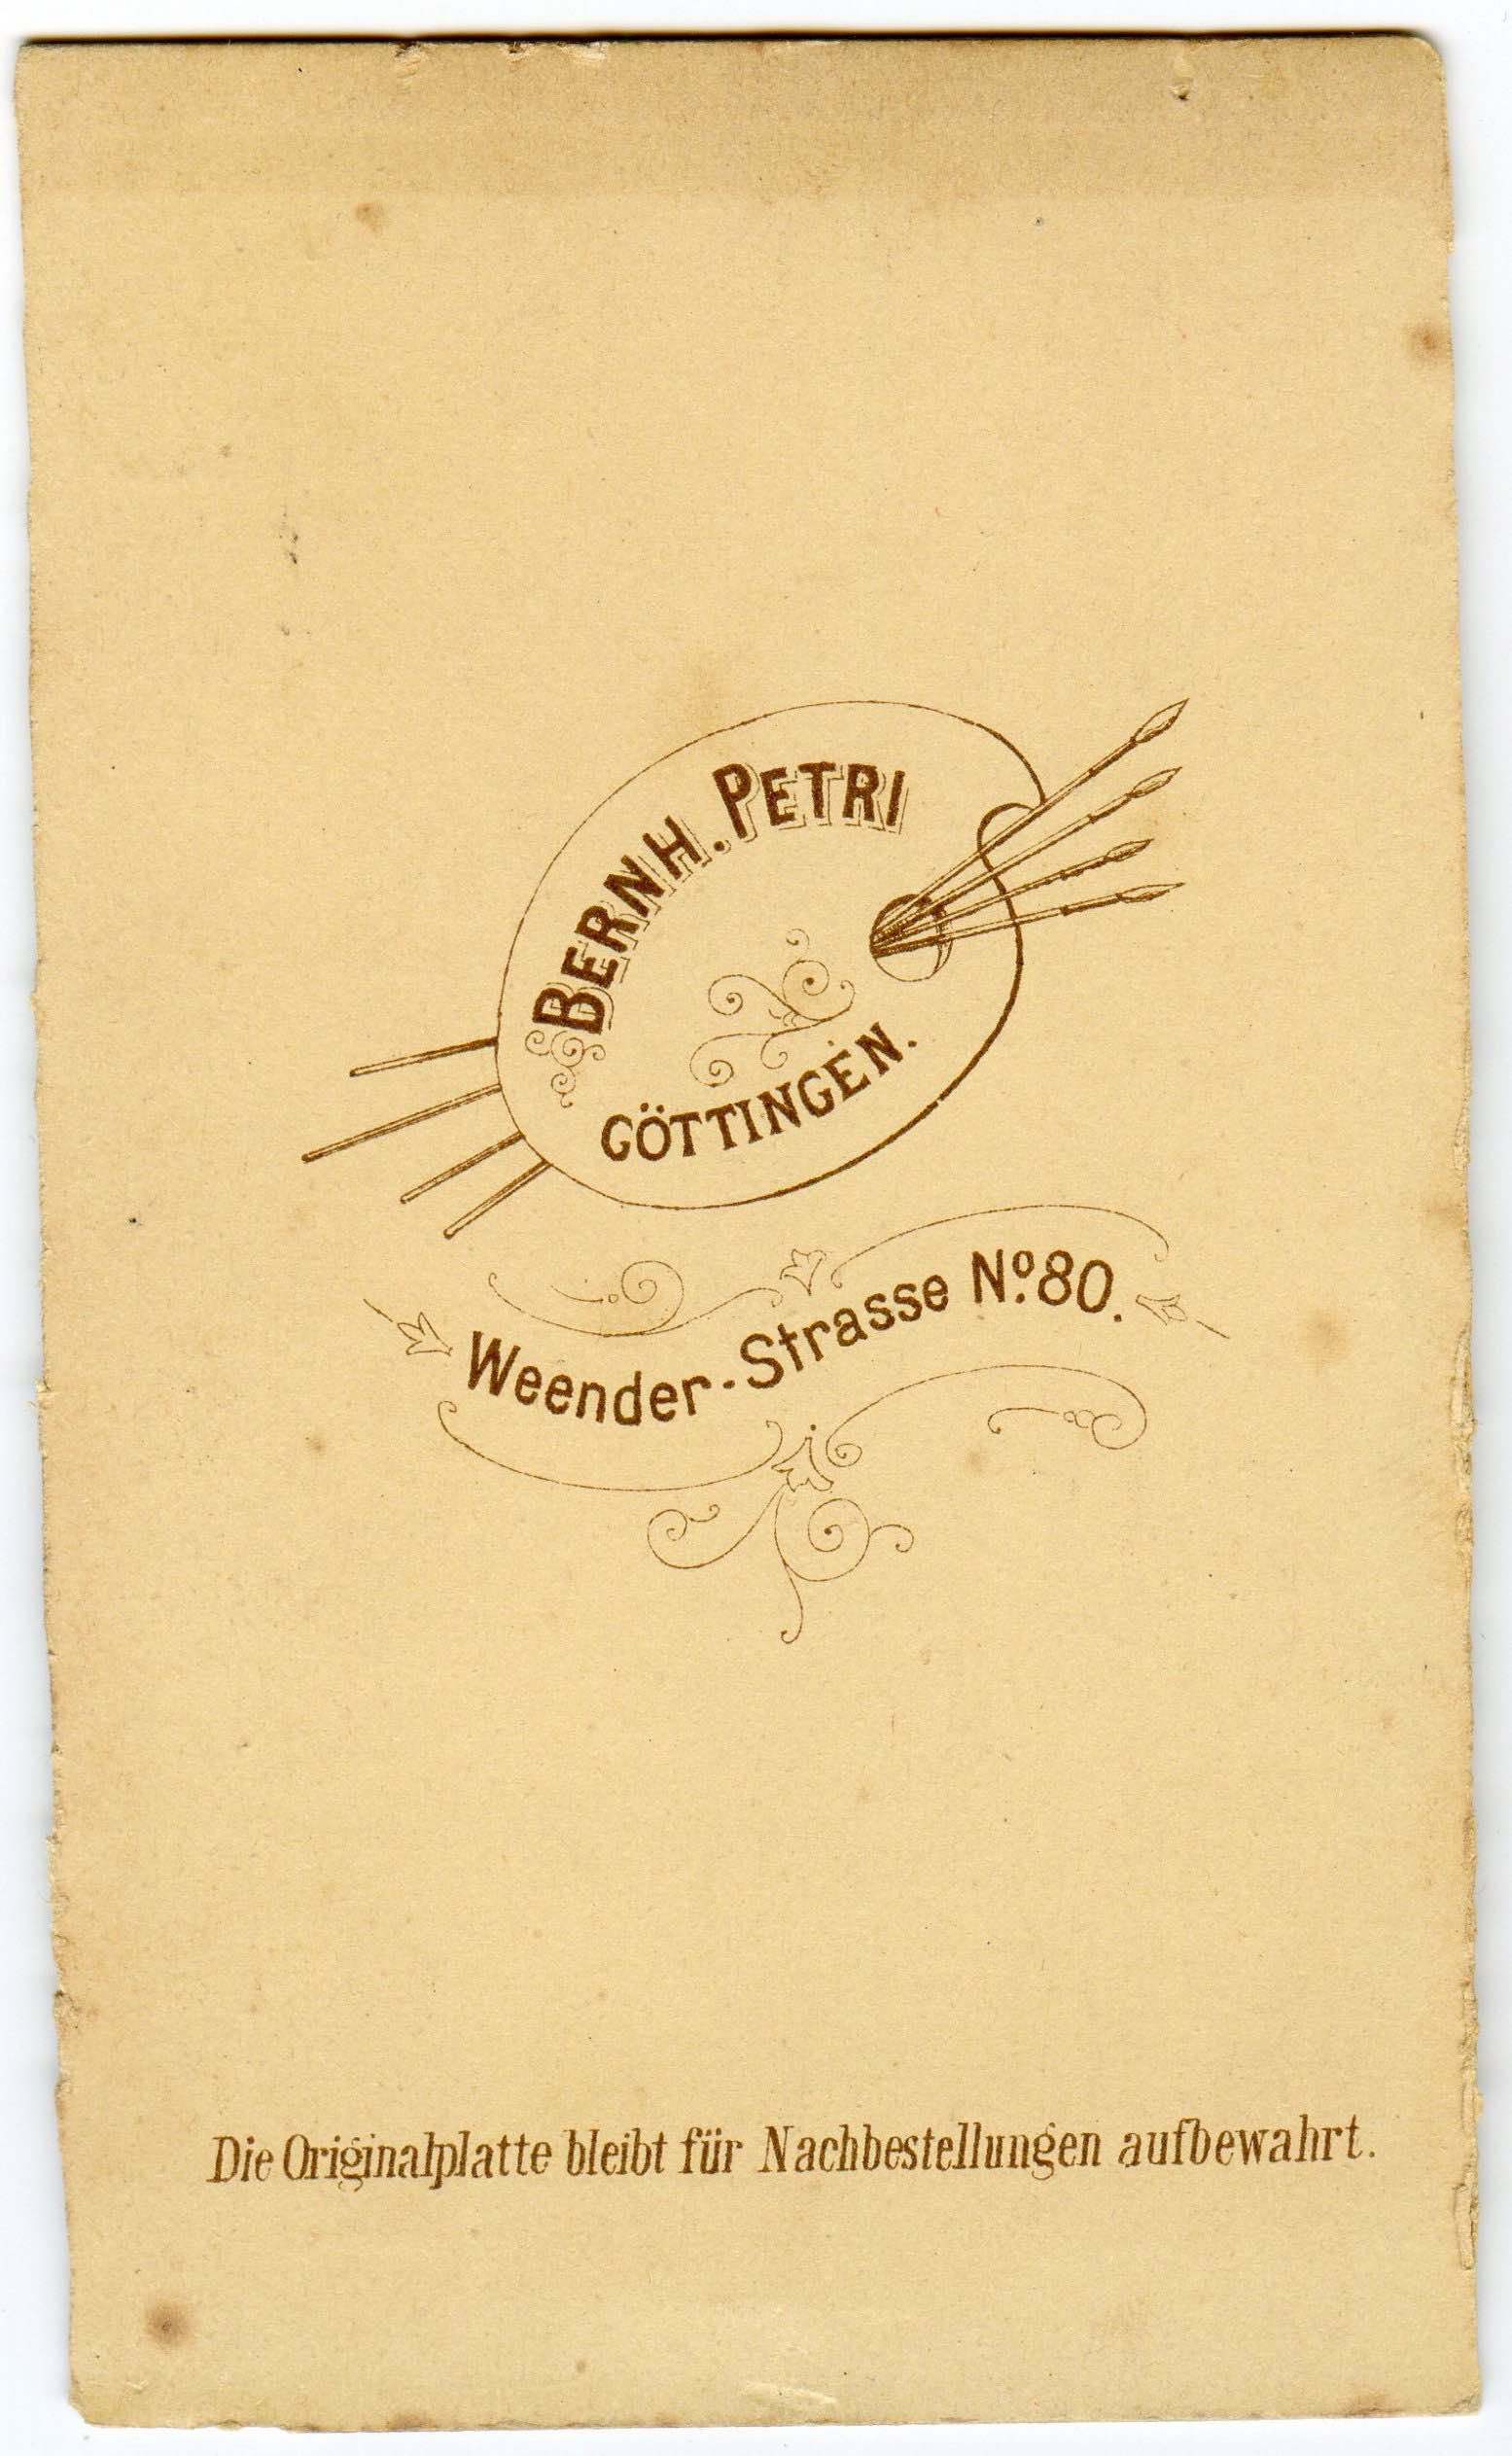 BERNH. PETRI
GÖTTINGEN.
Weender-Strasse No. 80.
Die Originalplatte bleibt für Nachbestellungen aufbewahrt.